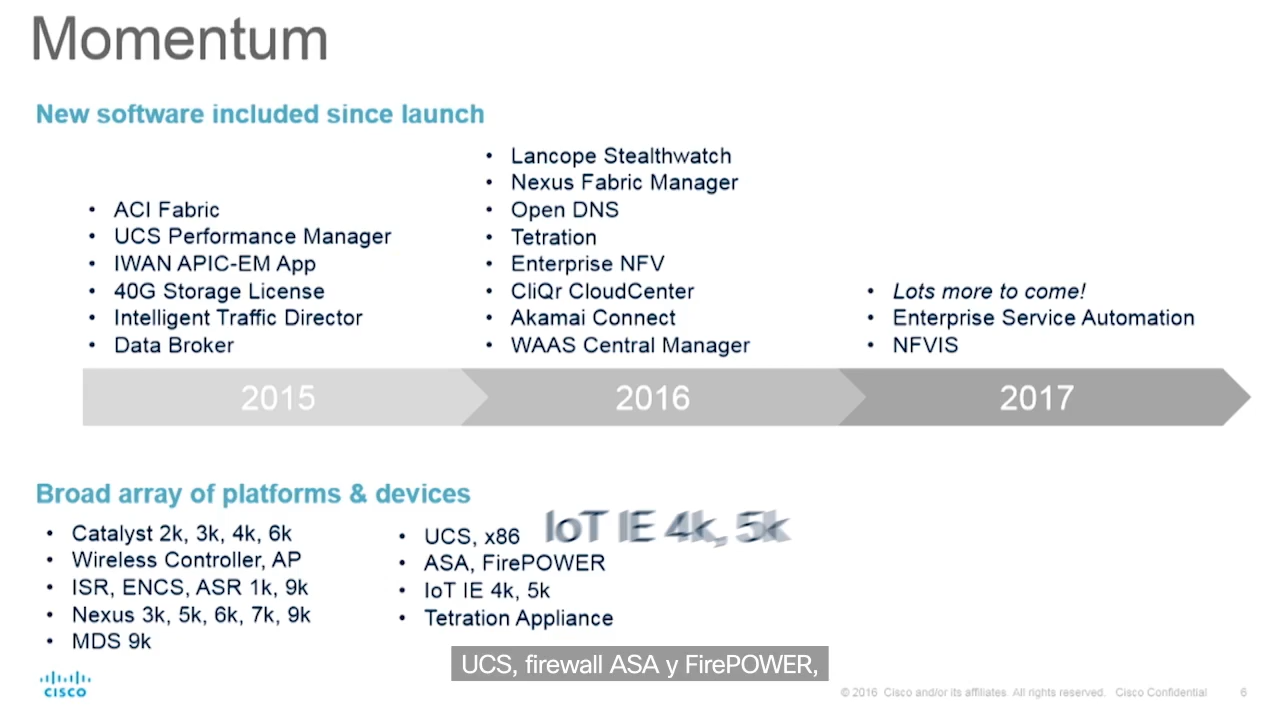 Momentum
New software included since launch
• ACI Fabric
• UCS Performance Manager
• IWAN APIC-EM App
• 40G Storage License
• Intelligent Traffic Director
• Data Broker
• Lancope Stealthwatch
• Nexus Fabric Manager
• Open DNS
• Tetration
• Enterprise NFV
• CliQr CloudCenter
• Akamai Connect
• WAAS Central Manager
• Lots more to come!
• Enterprise Service Automation
• NFVIS
2015
2016
2017
Broad array of platforms & devices
• Catalyst 2k, 3k, 4k, 6k
• Wireless Controller, AP
• ISR, ENCS, ASR 1k, 9k
• Nexus 3k, 5k, 6k, 7k, 9k
• MDS 9k
• UCS, x86
• ASA, FirePOWER
• IoT IE 4k, 5k
• Tetration Appliance
IoT IE 4k, 5k
UCS, firewall ASA y FirePOWER,
CISCO
© 2016 Cisco and/or its affiliates. All rights reserved. Cisco Confidential
6